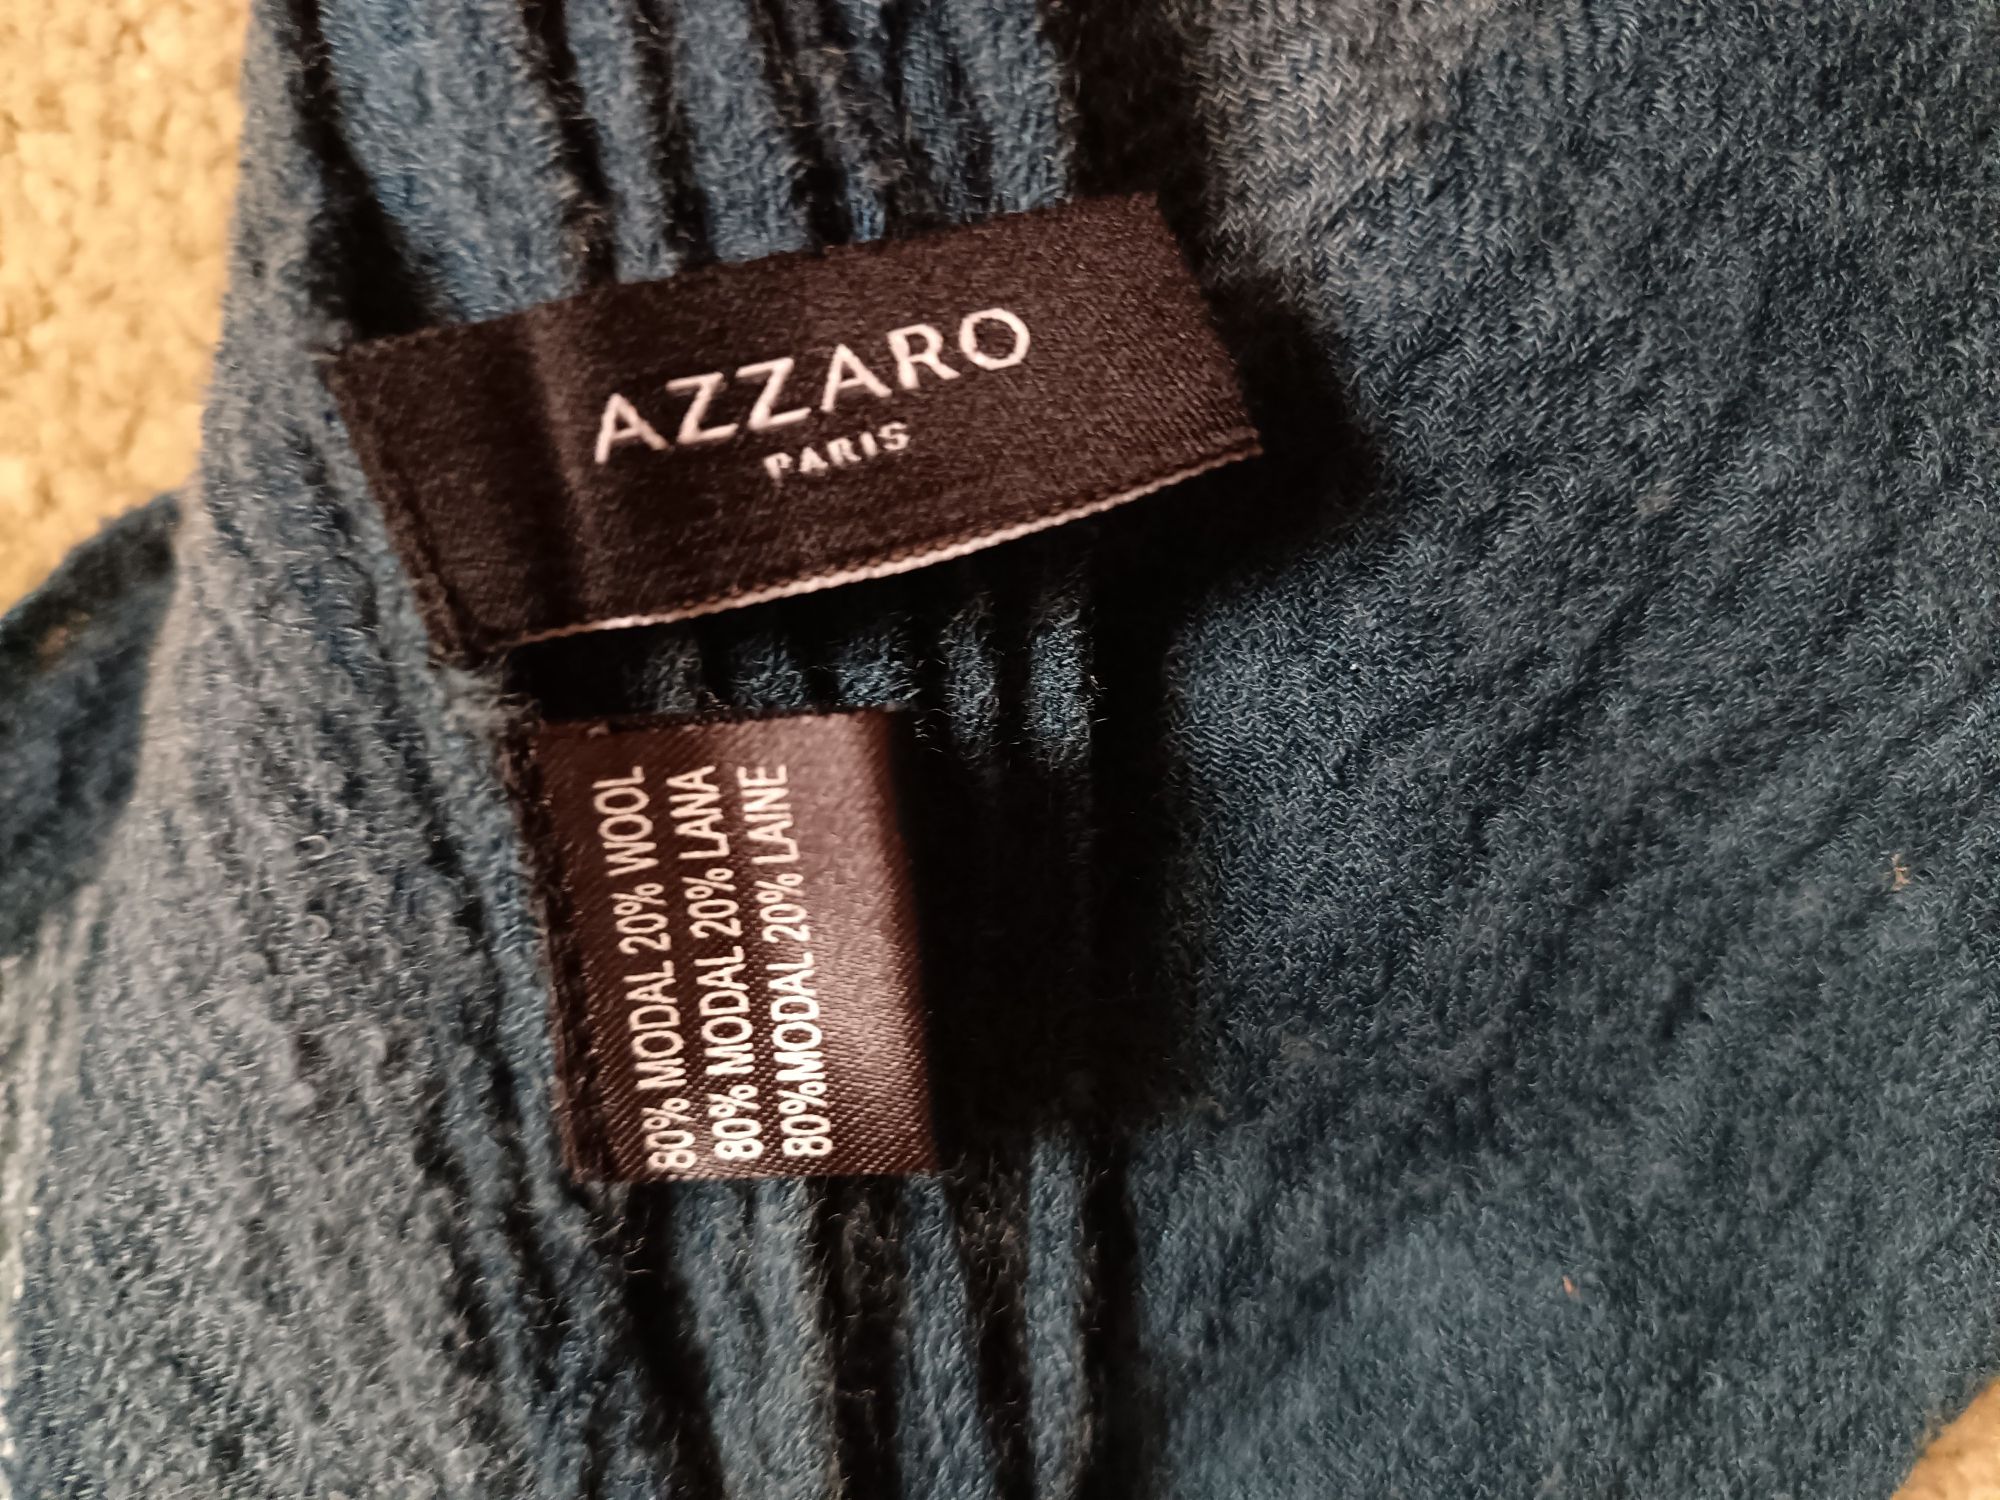 AZZARO
PARIS
80% MODAL 20% WOOL
80% MODAL 20% LANA
80%MODAL 20% LAINE